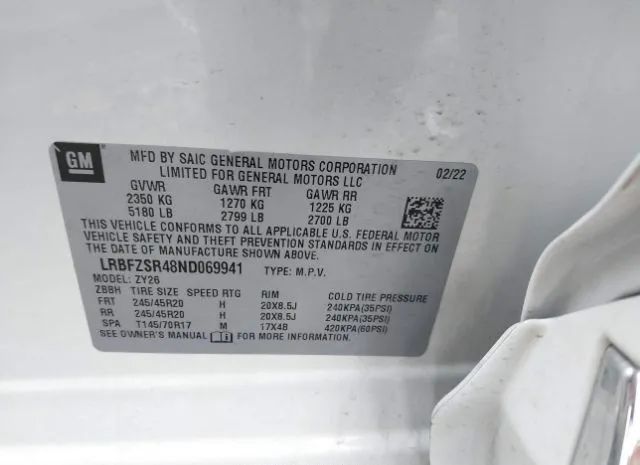 GM
MFD BY SAIC GENERAL MOTORS CORPORATION 02/22
LIMITED FOR GENERAL MOTORS LLC
GVWR GAWR FRT GAWR RR
2350 KG 1270 KG 1225 KG
5180 LB 2799 LB 2700 LB
THIS VEHICLE CONFORMS TO ALL APPLICABLE U.S. FEDERAL MOTOR
VEHICLE SAFETY AND THEFT PREVENTION STANDARDS IN EFFECT ON
THE DATE OF MANUFACTURE SHOWN ABOVE.
LRBFZSR48ND069941 TYPE: M.P.V.
MODEL: ZY26
ZBBH TIRE SIZE SPEED RTG RIM COLD TIRE PRESSURE
FRT 245/45R20 H 20X8.5J 240KPA(35PSI)
RR 245/45R20 H 20X8.5J 240KPA(35PSI)
SPA T145/70R17 M 17X4B 420KPA(60PSI)
SEE OWNER'S MANUAL FOR MORE INFORMATION.